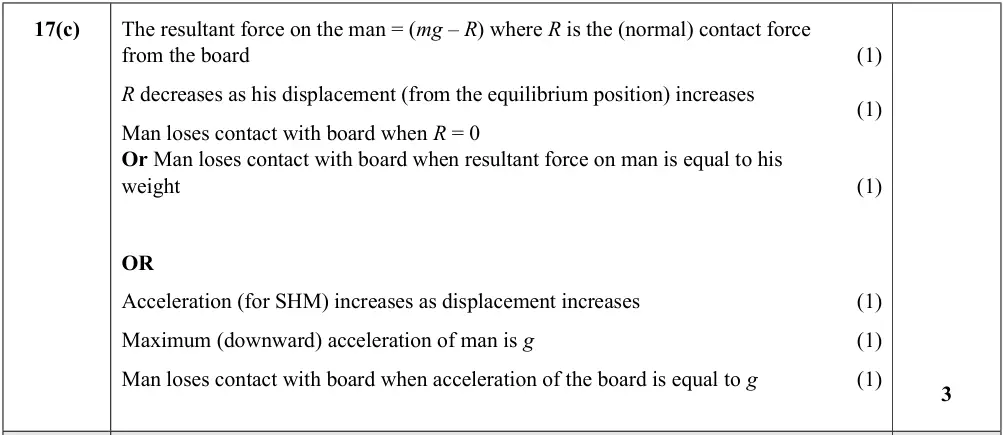 17(c)
The resultant force on the man = (mg – R) where R is the (normal) contact force
from the board (1)
R decreases as his displacement (from the equilibrium position) increases
(1)
Man loses contact with board when R = 0
Or Man loses contact with board when resultant force on man is equal to his
weight (1)
OR
Acceleration (for SHM) increases as displacement increases (1)
Maximum (downward) acceleration of man is g (1)
Man loses contact with board when acceleration of the board is equal to g (1)
3